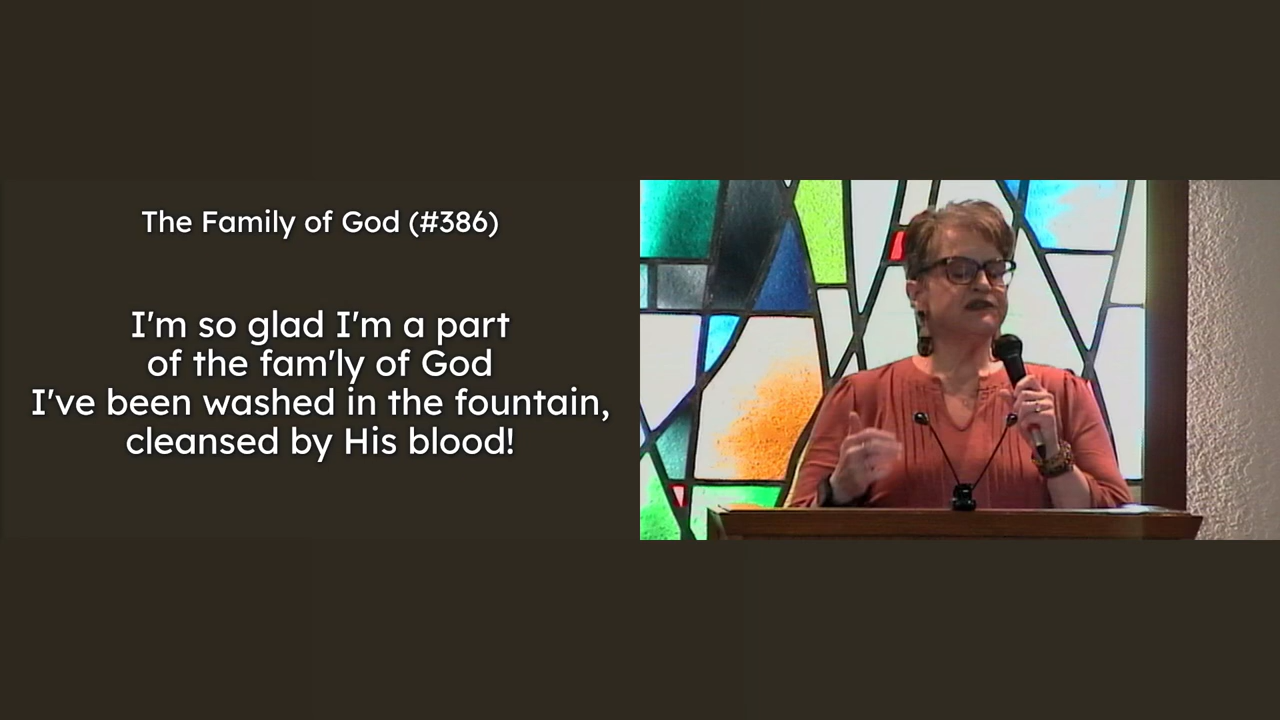 The Family of God (#386)
I'm so glad I'm a part
of the fam'ly of God
I've been washed in the fountain,
cleansed by His blood!